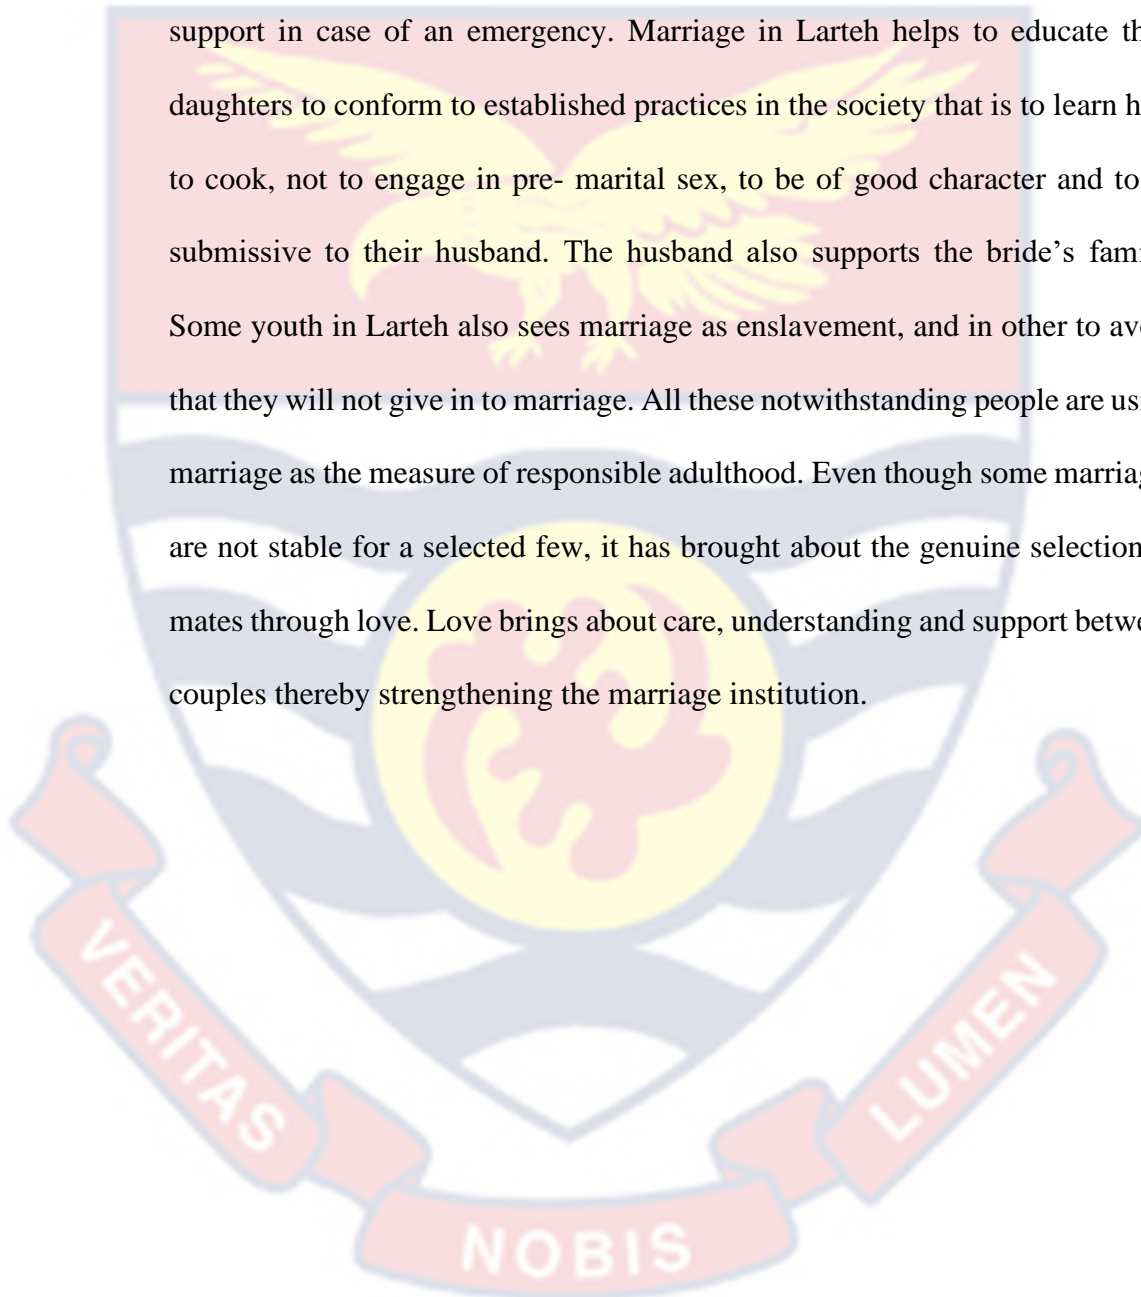 support in case of an emergency. Marriage in Larteh helps to educate th
daughters to conform to established practices in the society that is to learn h
to cook, not to engage in pre- marital sex, to be of good character and to
submissive to their husband. The husband also supports the bride’s fami
Some youth in Larteh also sees marriage as enslavement, and in other to avo
that they will not give in to marriage. All these notwithstanding people are usi
marriage as the measure of responsible adulthood. Even though some marriag
are not stable for a selected few, it has brought about the genuine selection
mates through love. Love brings about care, understanding and support betwe
couples thereby strengthening the marriage institution.
VERITAS
NOBIS
LUMEN